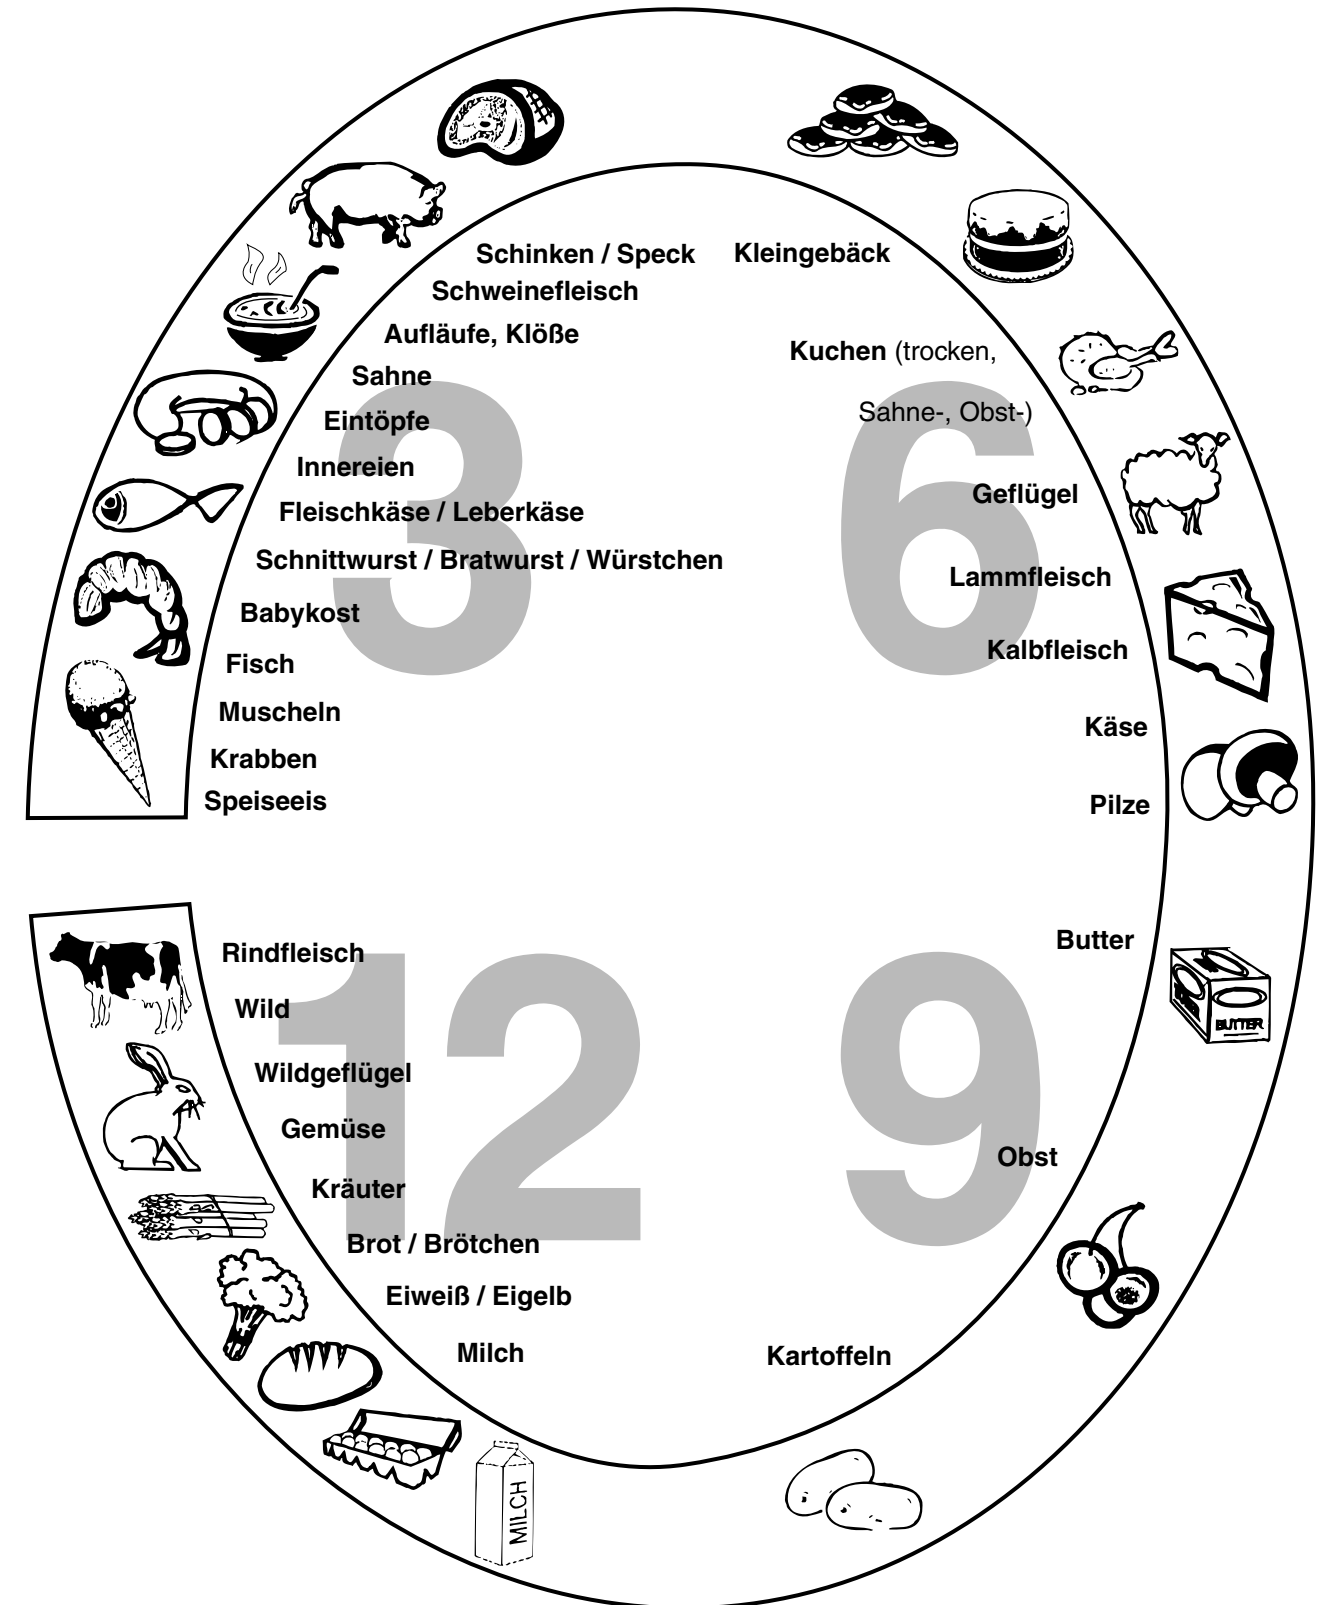 Schinken / Speck
Schweinefleisch
Aufläufe, Klöße
Sahne
Eintöpfe
Innereien
Fleischkäse / Leberkäse
Schnittwurst / Bratwurst / Würstchen
Babykost
Fisch
Muscheln
Krabben
Speiseeis
3
Kleingebäck
Kuchen (trocken,
Sahne-, Obst-)
Geflügel
Lammfleisch
Kalbfleisch
Käse
Pilze
6
Rindfleisch
Wild
Wildgeflügel
Gemüse
Kräuter
Brot / Brötchen
Eiweiß / Eigelb
Milch
12
MILCH
Butter
BUTTER
Obst
Kartoffeln
9